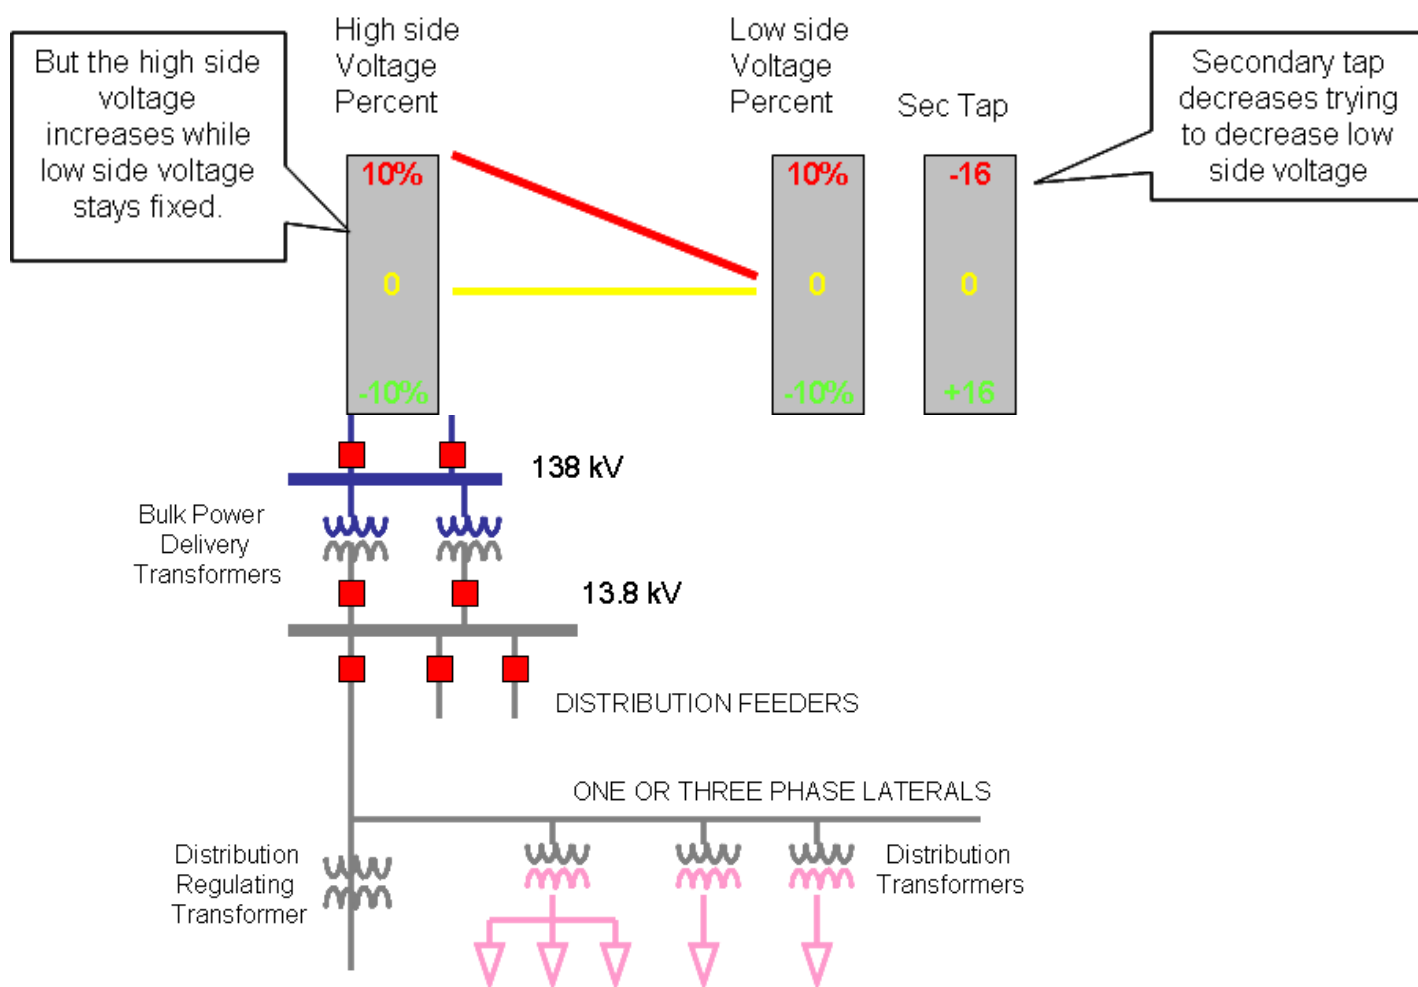 But the high side
voltage
increases while
low side voltage
stays fixed.
High side
Voltage
Percent
Low side
Voltage
Percent
Sec Tap
Secondary tap
decreases trying
to decrease low
side voltage
10%
0
-10%
10%
0
-10%
-16
0
+16
138 kV
Bulk Power
Delivery
Transformers
13.8 kV
DISTRIBUTION FEEDERS
ONE OR THREE PHASE LATERALS
Distribution
Regulating
Transformer
Distribution
Transformers